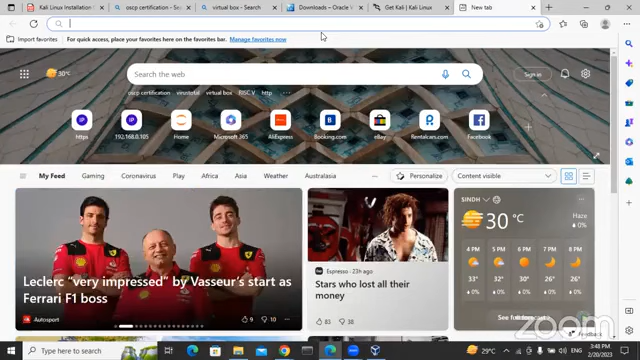 Kali Linux Installation
oscp certification - Se
virtual box - Search
Downloads – Oracle
Get Kali | Kali Linux
New tab
Import favorites
For quick access, place your favorites here on the favorites bar. Manage favorites now
30°C
Search the web
Sign in
oscp certification
virustotal
virtual box
RISC V
http
IP
IP
B
Https
192.168.0.105
Home
Microsoft 365
AliExpress
Booking.com
eBay
Rentalcars.com
Facebook
My Feed
Gaming
Coronavirus
Play
Africa
Asia
Weather
Australasia
Personalize
Content visible
Leclerc “very impressed” by Vasseur’s start as
Ferrari F1 boss
Autosport
9
10
Espresso · 23h ago
Stars who lost all their
money
83
38
SINDH
30 °C
Haze
0%
4 PM
5 PM
6 PM
7 PM
8 PM
33°
32°
30°
28°
26°
0%
0%
0%
0%
0%
See full forecast
Feedback
zoom
Type here to search
29°C
ENG
3:48 PM
2/20/2023